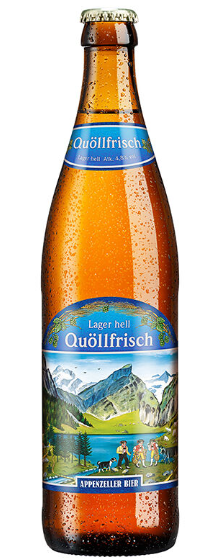 Quöllfrisch
Lager hell Alc. 4,8% vol.
Lager hell
Quöllfrisch
APPENZELLER BIER